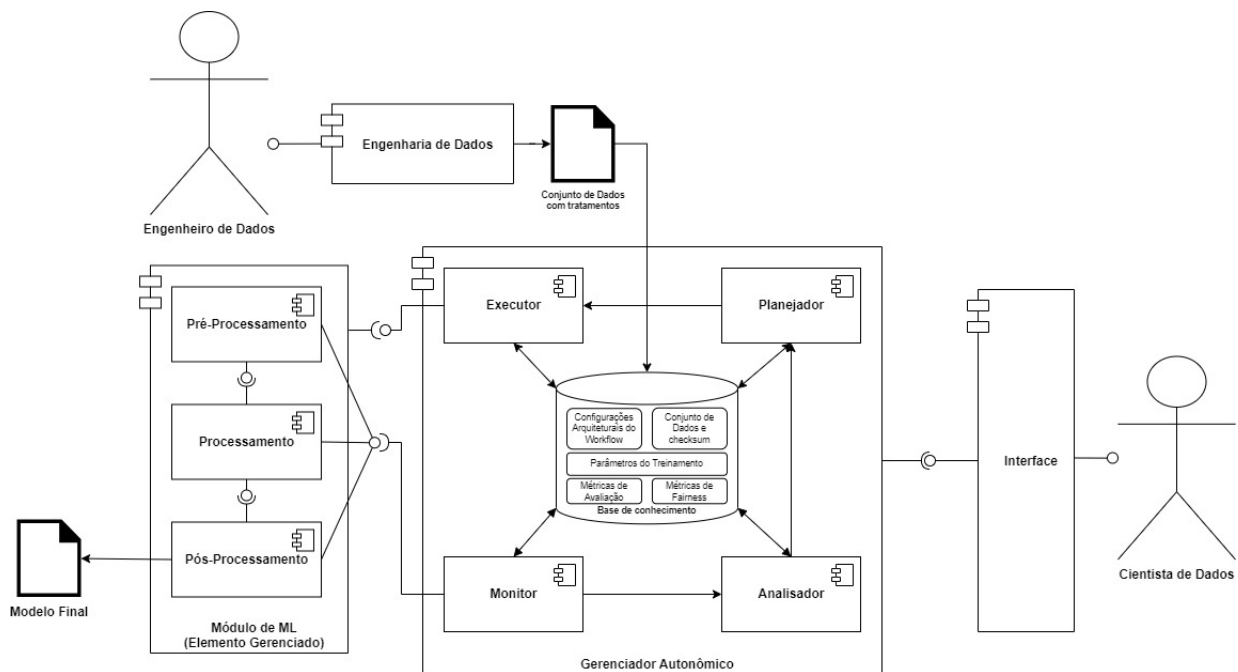 Engenharia de Dados
Conjunto de Dados
com tratamentos
Engenheiro de Dados
Executor
Planejador
Pré-Processamento
Configurações
Arquiteturais do
Workflow
Conjunto de
Dados e
checksum
Processamento
Parâmetros do Treinamento
Interface
Métricas de
Avaliação
Métricas de
Fairness
Base de conhecimento
Pós-Processamento
Monitor
Analisador
Cientista de Dados
Modelo Final
Módulo de ML
(Elemento Gerenciado)
Gerenciador Autonômico